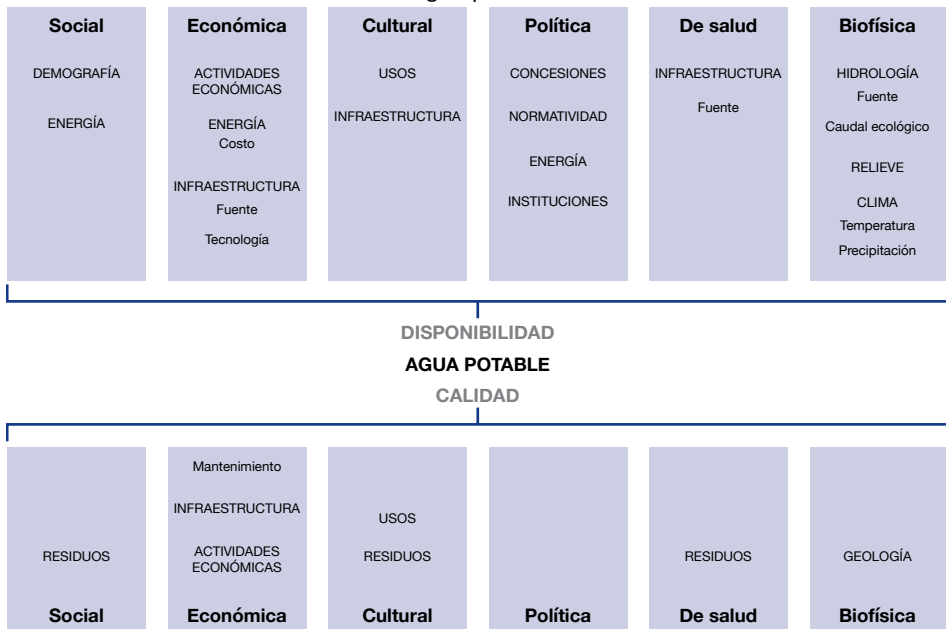 Social
DEMOGRAFÍA
ENERGÍA
Económica
ACTIVIDADES
ECONÓMICAS
ENERGÍA
Costo
INFRAESTRUCTURA
Fuente
Tecnología
Cultural
USOS
INFRAESTRUCTURA
Política
CONCESIONES
NORMATIVIDAD
ENERGÍA
INSTITUCIONES
De salud
INFRAESTRUCTURA
Fuente
Biofísica
HIDROLOGÍA
Fuente
Caudal ecológico
RELIEVE
CLIMA
Temperatura
Precipitación
DISPONIBILIDAD
AGUA POTABLE
CALIDAD
RESIDUOS
Social
Mantenimiento
INFRAESTRUCTURA
ACTIVIDADES
ECONÓMICAS
Económica
USOS
RESIDUOS
Cultural
Política
RESIDUOS
De salud
GEOLOGÍA
Biofísica